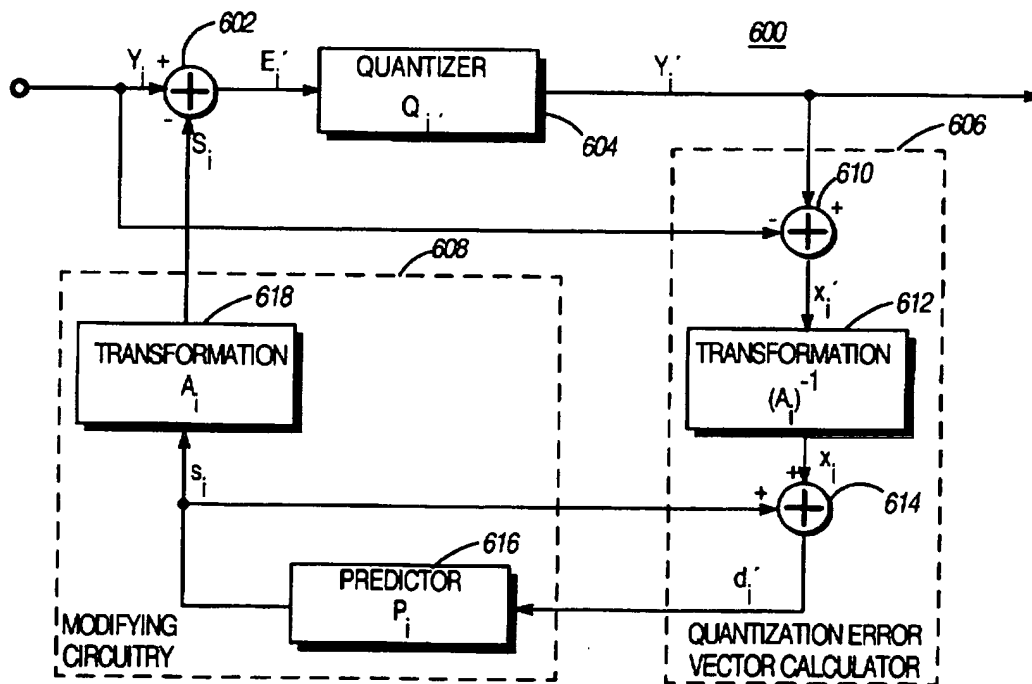 602
600
Y_i +
E_i´
QUANTIZER
Q_i´
Y_i´
-
S_i
604
606
610
- +
608
x_i´
618
612
TRANSFORMATION
A_i
TRANSFORMATION
(A_i)^-1
s_i
x_i
+
+
614
616
PREDICTOR
P_i
d_i´
MODIFYING
CIRCUITRY
QUANTIZATION ERROR
VECTOR CALCULATOR